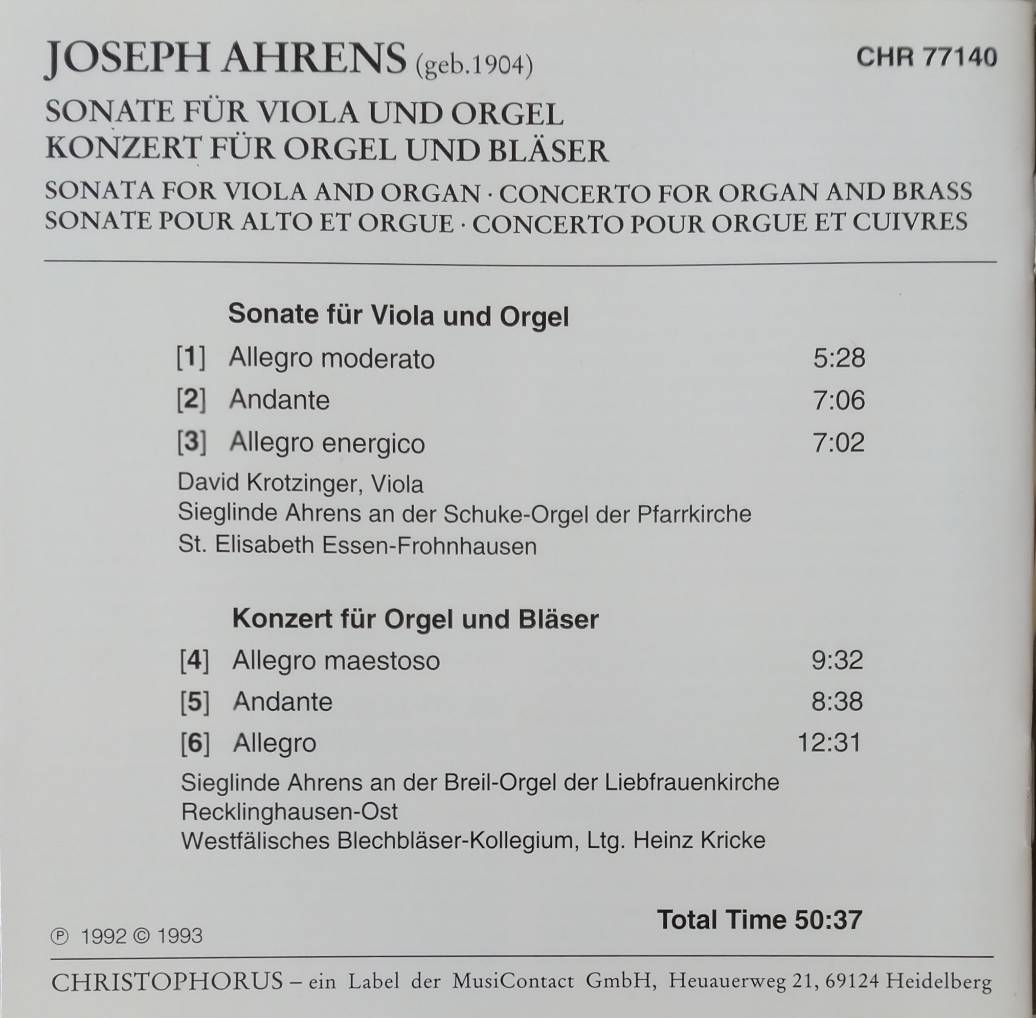 JOSEPH AHRENS (geb.1904) CHR 77140
SONATE FÜR VIOLA UND ORGEL
KONZERT FÜR ORGEL UND BLÄSER
SONATA FOR VIOLA AND ORGAN · CONCERTO FOR ORGAN AND BRASS
SONATE POUR ALTO ET ORGUE · CONCERTO POUR ORGUE ET CUIVRES
Sonate für Viola und Orgel
[1] Allegro moderato 5:28
[2] Andante 7:06
[3] Allegro energico 7:02
David Krotzinger, Viola
Sieglinde Ahrens an der Schuke-Orgel der Pfarrkirche
St. Elisabeth Essen-Frohnhausen
Konzert für Orgel und Bläser
[4] Allegro maestoso 9:32
[5] Andante 8:38
[6] Allegro 12:31
Sieglinde Ahrens an der Breil-Orgel der Liebfrauenkirche
Recklinghausen-Ost
Westfälisches Blechbläser-Kollegium, Ltg. Heinz Kricke
Total Time 50:37
℗ 1992 © 1993
CHRISTOPHORUS – ein Label der MusiContact GmbH, Heuauerweg 21, 69124 Heidelberg